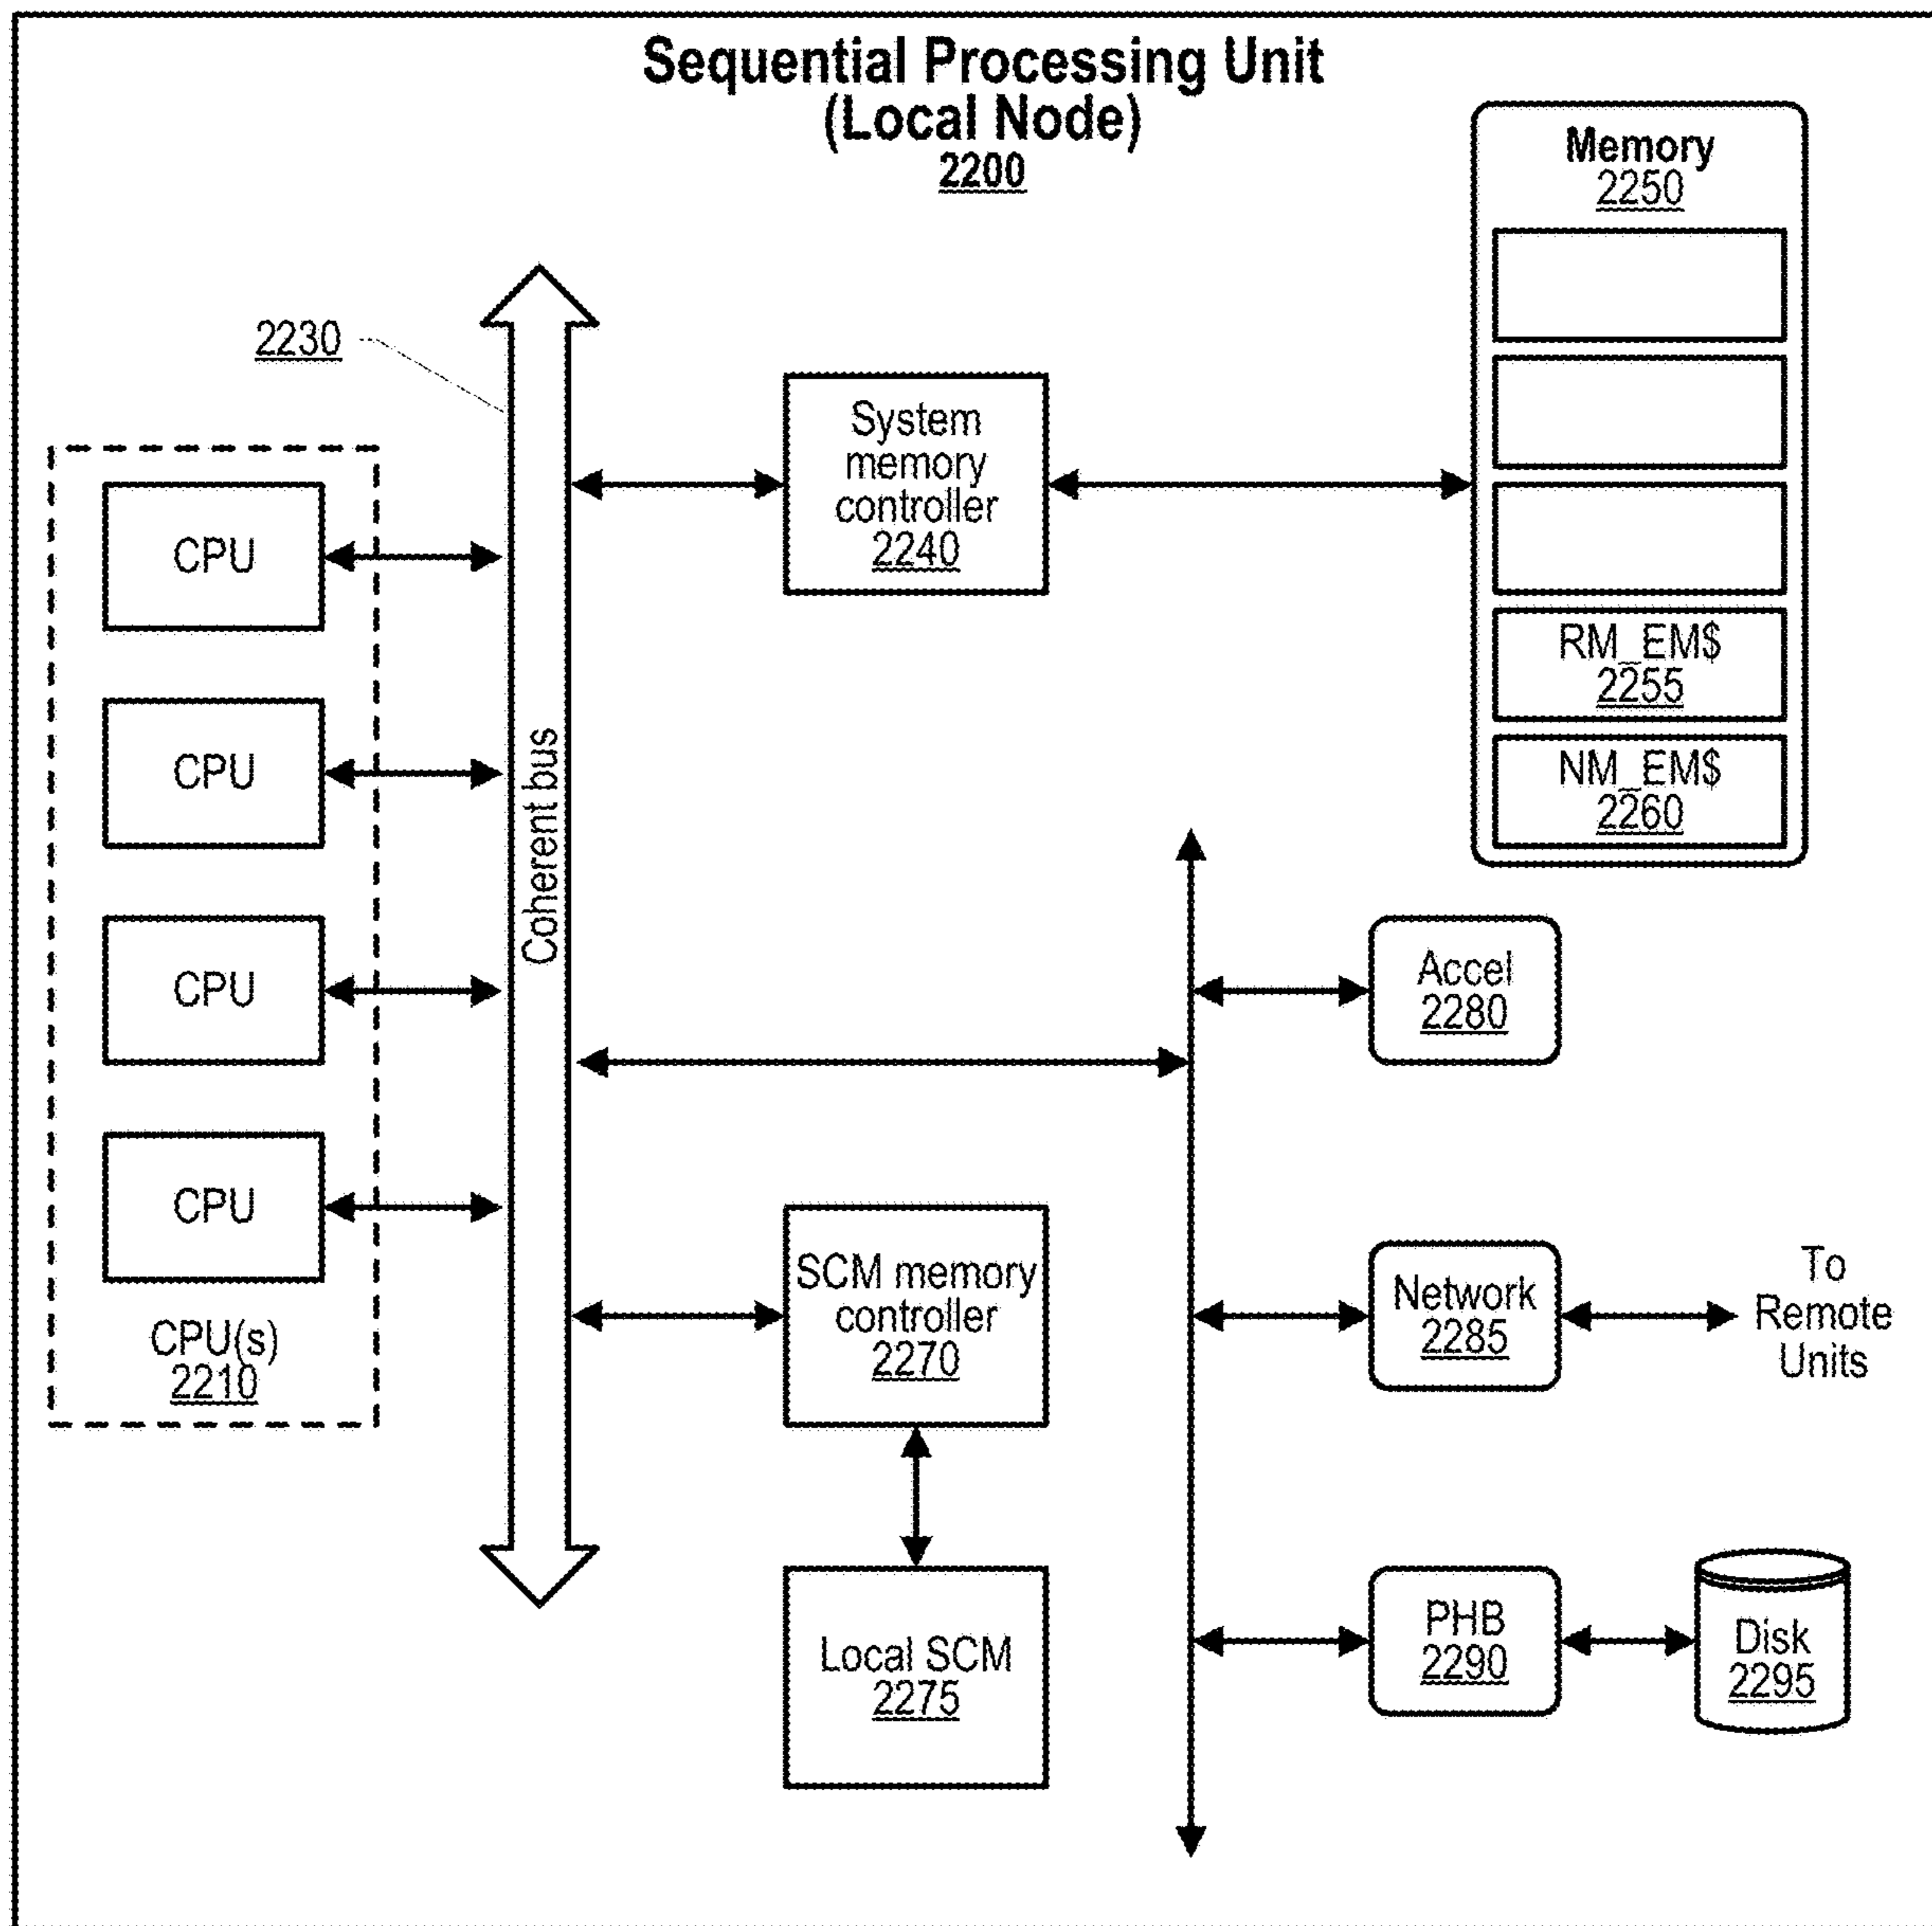 Sequential Processing Unit
(Local Node)
2200
Memory
2250
RM_EM$
2255
NM_EM$
2260
2230
System
memory
controller
2240
CPU
CPU
CPU
CPU
CPU(s)
2210
Coherent bus
Accel
2280
SCM memory
controller
2270
Network
2285
To
Remote
Units
Local SCM
2275
PHB
2290
Disk
2295